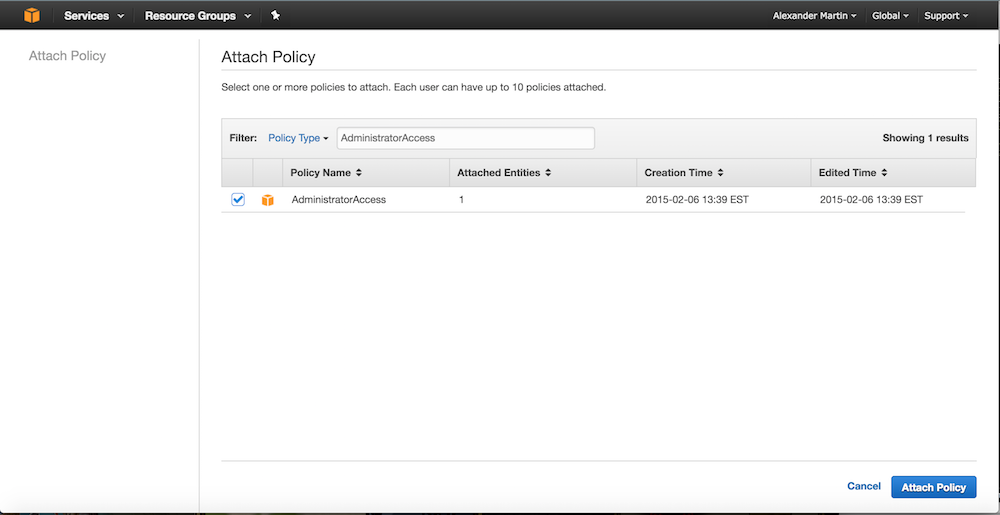 Services Resource Groups Alexander Martin Global Support
Attach Policy
Attach Policy
Select one or more policies to attach. Each user can have up to 10 policies attached.
Filter: Policy Type AdministratorAccess Showing 1 results
Policy Name Attached Entities Creation Time Edited Time
AdministratorAccess 1 2015-02-06 13:39 EST 2015-02-06 13:39 EST
Cancel Attach Policy